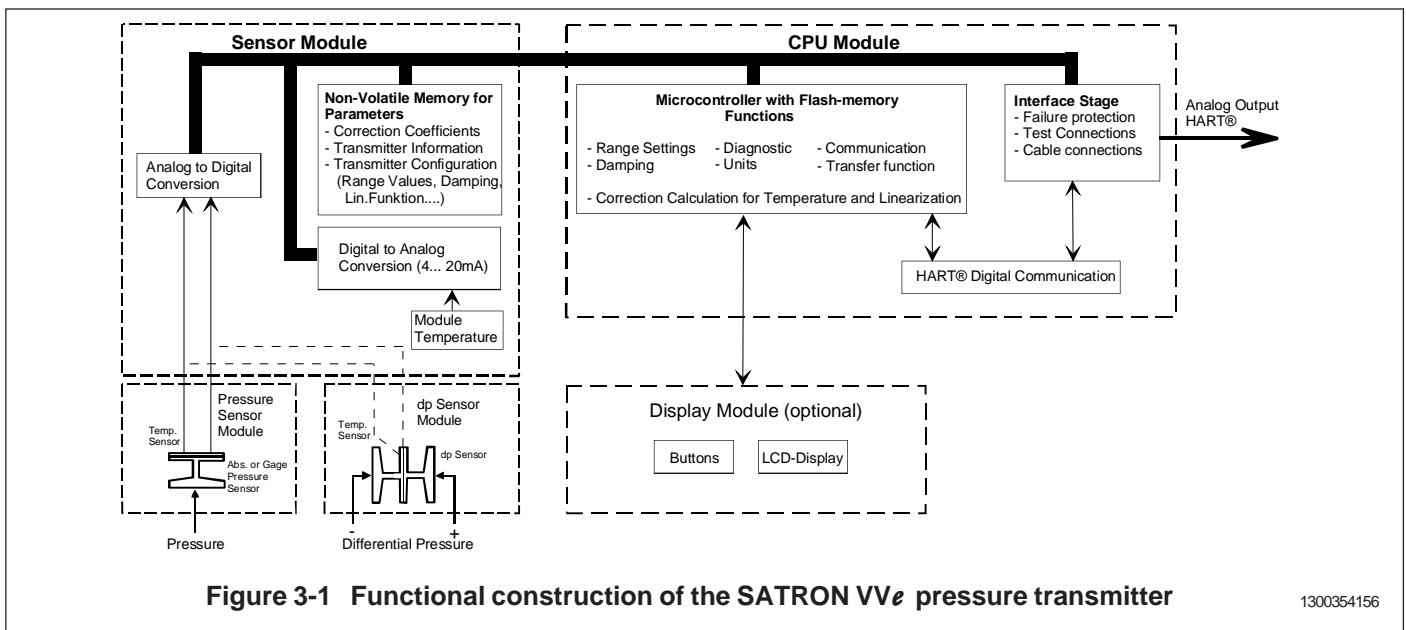 Sensor Module
Non-Volatile Memory for
Parameters
- Correction Coefficients
- Transmitter Information
- Transmitter Configuration
(Range Values, Damping,
Lin.Funktion....)
Analog to Digital
Conversion
Digital to Analog
Conversion (4... 20mA)
Module
Temperature
CPU Module
Microcontroller with Flash-memory
Functions
- Range Settings - Diagnostic - Communication
- Damping - Units - Transfer function
- Correction Calculation for Temperature and Linearization
Interface Stage
- Failure protection
- Test Connections
- Cable connections
Analog Output
HART®
HART® Digital Communication
Pressure
Sensor
Module
Temp.
Sensor
Abs. or Gage
Pressure
Sensor
Pressure
dp Sensor
Module
Temp.
Sensor
dp Sensor
- +
Differential Pressure
Display Module (optional)
Buttons LCD-Display
Figure 3-1 Functional construction of the SATRON VVe pressure transmitter
1300354156